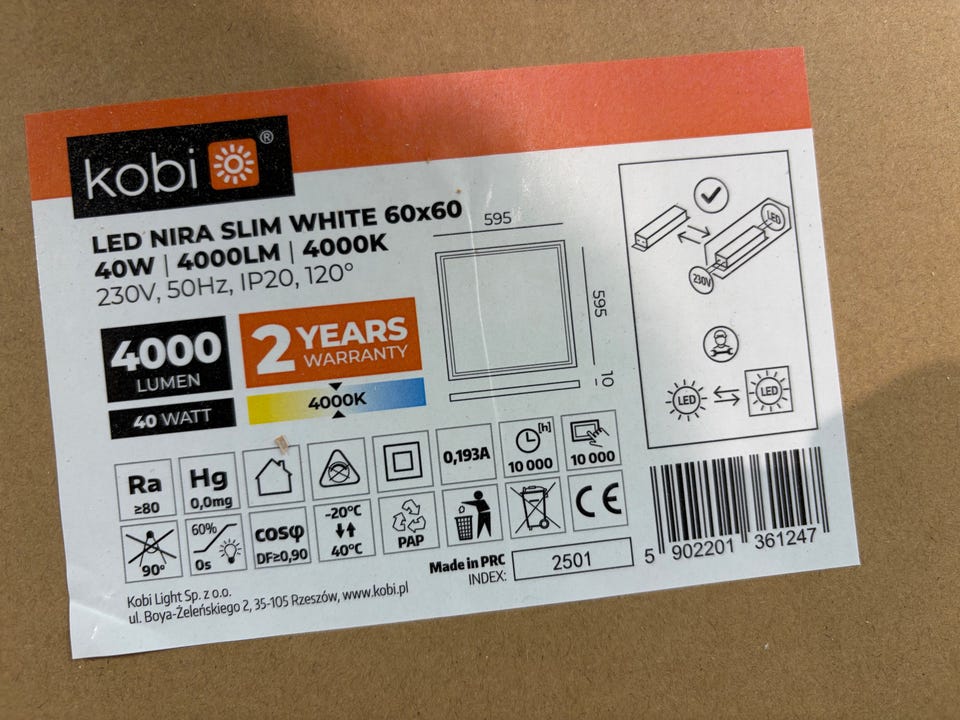 kobi ®
LED NIRA SLIM WHITE 60x60
40W | 4000LM | 4000K
230V, 50Hz, IP20, 120°
4000
LUMEN
40 WATT
2 YEARS
WARRANTY
4000K
595
595
10
LED
230V
LED
LED
Ra
≥80
Hg
0,0mg
0,193A
[h]
10 000
10 000
90°
60%
0s
cosφ
DF≥0,90
-20°C
40°C
PAP
CE
Made in PRC
INDEX:
2501
5 902201 361247
Kobi Light Sp. z o.o.
ul. Boya-Żeleńskiego 2, 35-105 Rzeszów, www.kobi.pl